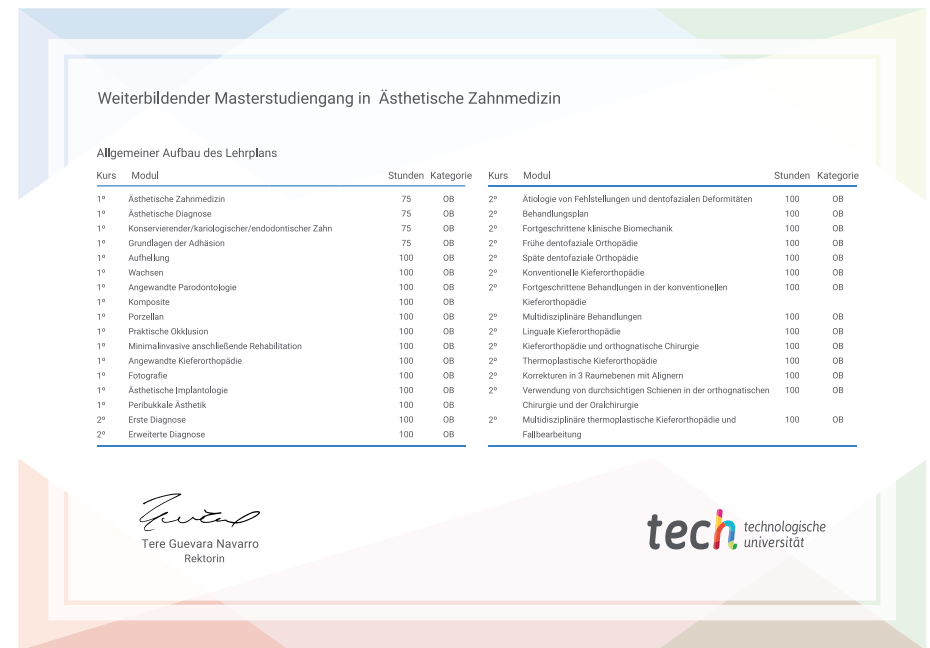 Weiterbildender Masterstudiengang in Ästhetische Zahnmedizin
Allgemeiner Aufbau des Lehrplans
Kurs Modul Stunden Kategorie
1º Ästhetische Zahnmedizin 75 OB
1º Ästhetische Diagnose 75 OB
1º Konservierender/kariologischer/endodontischer Zahn 75 OB
1º Grundlagen der Adhäsion 75 OB
1º Aufhellung 100 OB
1º Wachsen 100 OB
1º Angewandte Parodontologie 100 OB
1º Komposite 100 OB
1º Porzellan 100 OB
1º Praktische Okklusion 100 OB
1º Minimalinvasive anschließende Rehabilitation 100 OB
1º Angewandte Kieferorthopädie 100 OB
1º Fotografie 100 OB
1º Ästhetische Implantologie 100 OB
1º Peribukkale Ästhetik 100 OB
2º Erste Diagnose 100 OB
2º Erweiterte Diagnose 100 OB
Kurs Modul Stunden Kategorie
2º Ätiologie von Fehlstellungen und dentofazialen Deformitäten 100 OB
2º Behandlungsplan 100 OB
2º Fortgeschrittene klinische Biomechanik 100 OB
2º Frühe dentofaziale Orthopädie 100 OB
2º Späte dentofaziale Orthopädie 100 OB
2º Konventionelle Kieferorthopädie 100 OB
2º Fortgeschrittene Behandlungen in der konventionellen 100 OB
Kieferorthopädie
2º Multidisziplinäre Behandlungen 100 OB
2º Linguale Kieferorthopädie 100 OB
2º Kieferorthopädie und orthognatische Chirurgie 100 OB
2º Thermoplastische Kieferorthopädie 100 OB
2º Korrekturen in 3 Raumebenen mit Alignern 100 OB
2º Verwendung von durchsichtigen Schienen in der orthognatischen 100 OB
Chirurgie und der Oralchirurgie
2º Multidisziplinäre thermoplastische Kieferorthopädie und 100 OB
Fallbearbeitung
Tere Guevara Navarro
Rektorin
tech technologische
universität